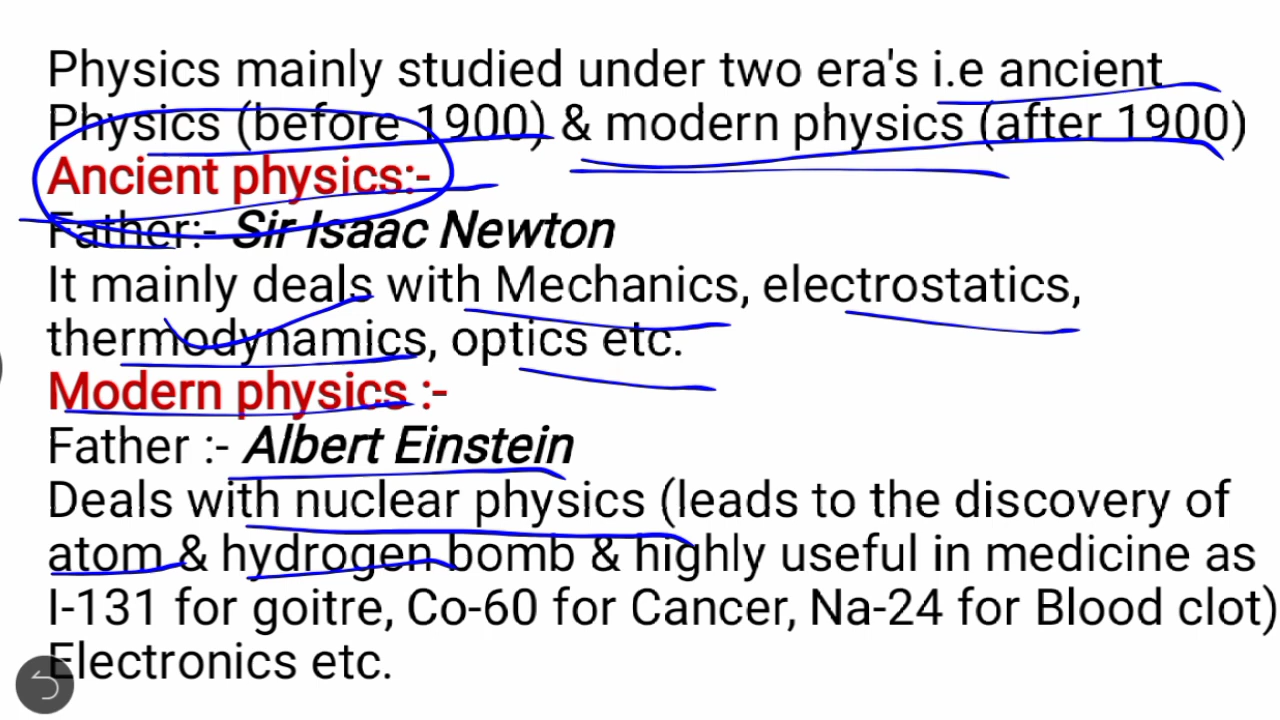 Physics mainly studied under two era's i.e ancient
Physics (before 1900) & modern physics (after 1900)
Ancient physics:-
Father:- Sir Isaac Newton
It mainly deals with Mechanics, electrostatics,
thermodynamics, optics etc.
Modern physics :-
Father :- Albert Einstein
Deals with nuclear physics (leads to the discovery of
atom & hydrogen bomb & highly useful in medicine as
I-131 for goitre, Co-60 for Cancer, Na-24 for Blood clot)
Electronics etc.